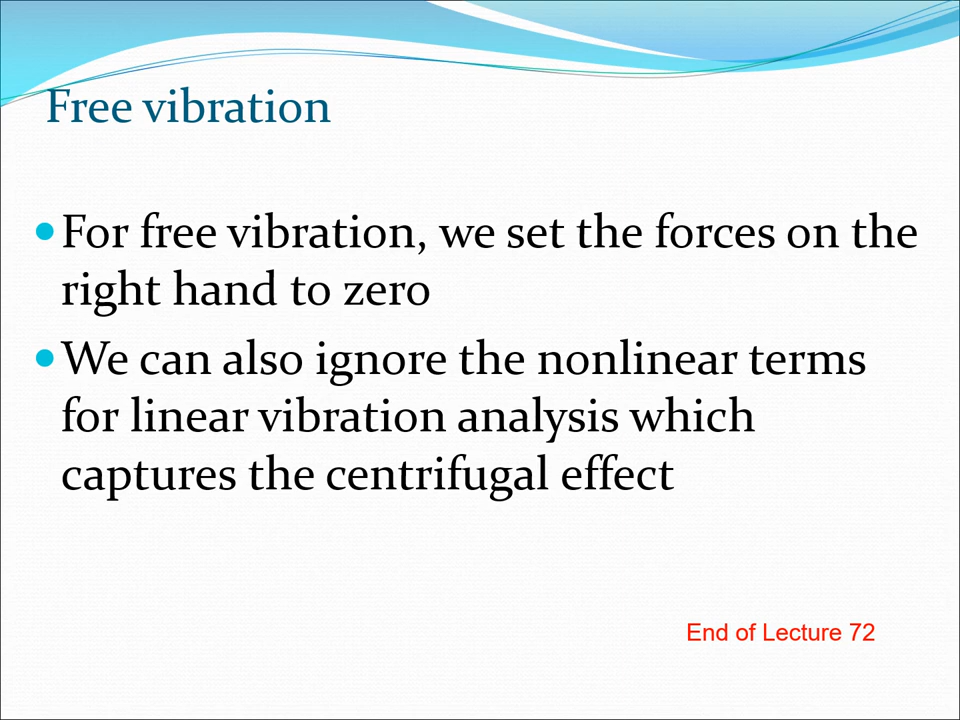 Free vibration
For free vibration, we set the forces on the
right hand to zero
We can also ignore the nonlinear terms
for linear vibration analysis which
captures the centrifugal effect
End of Lecture 72